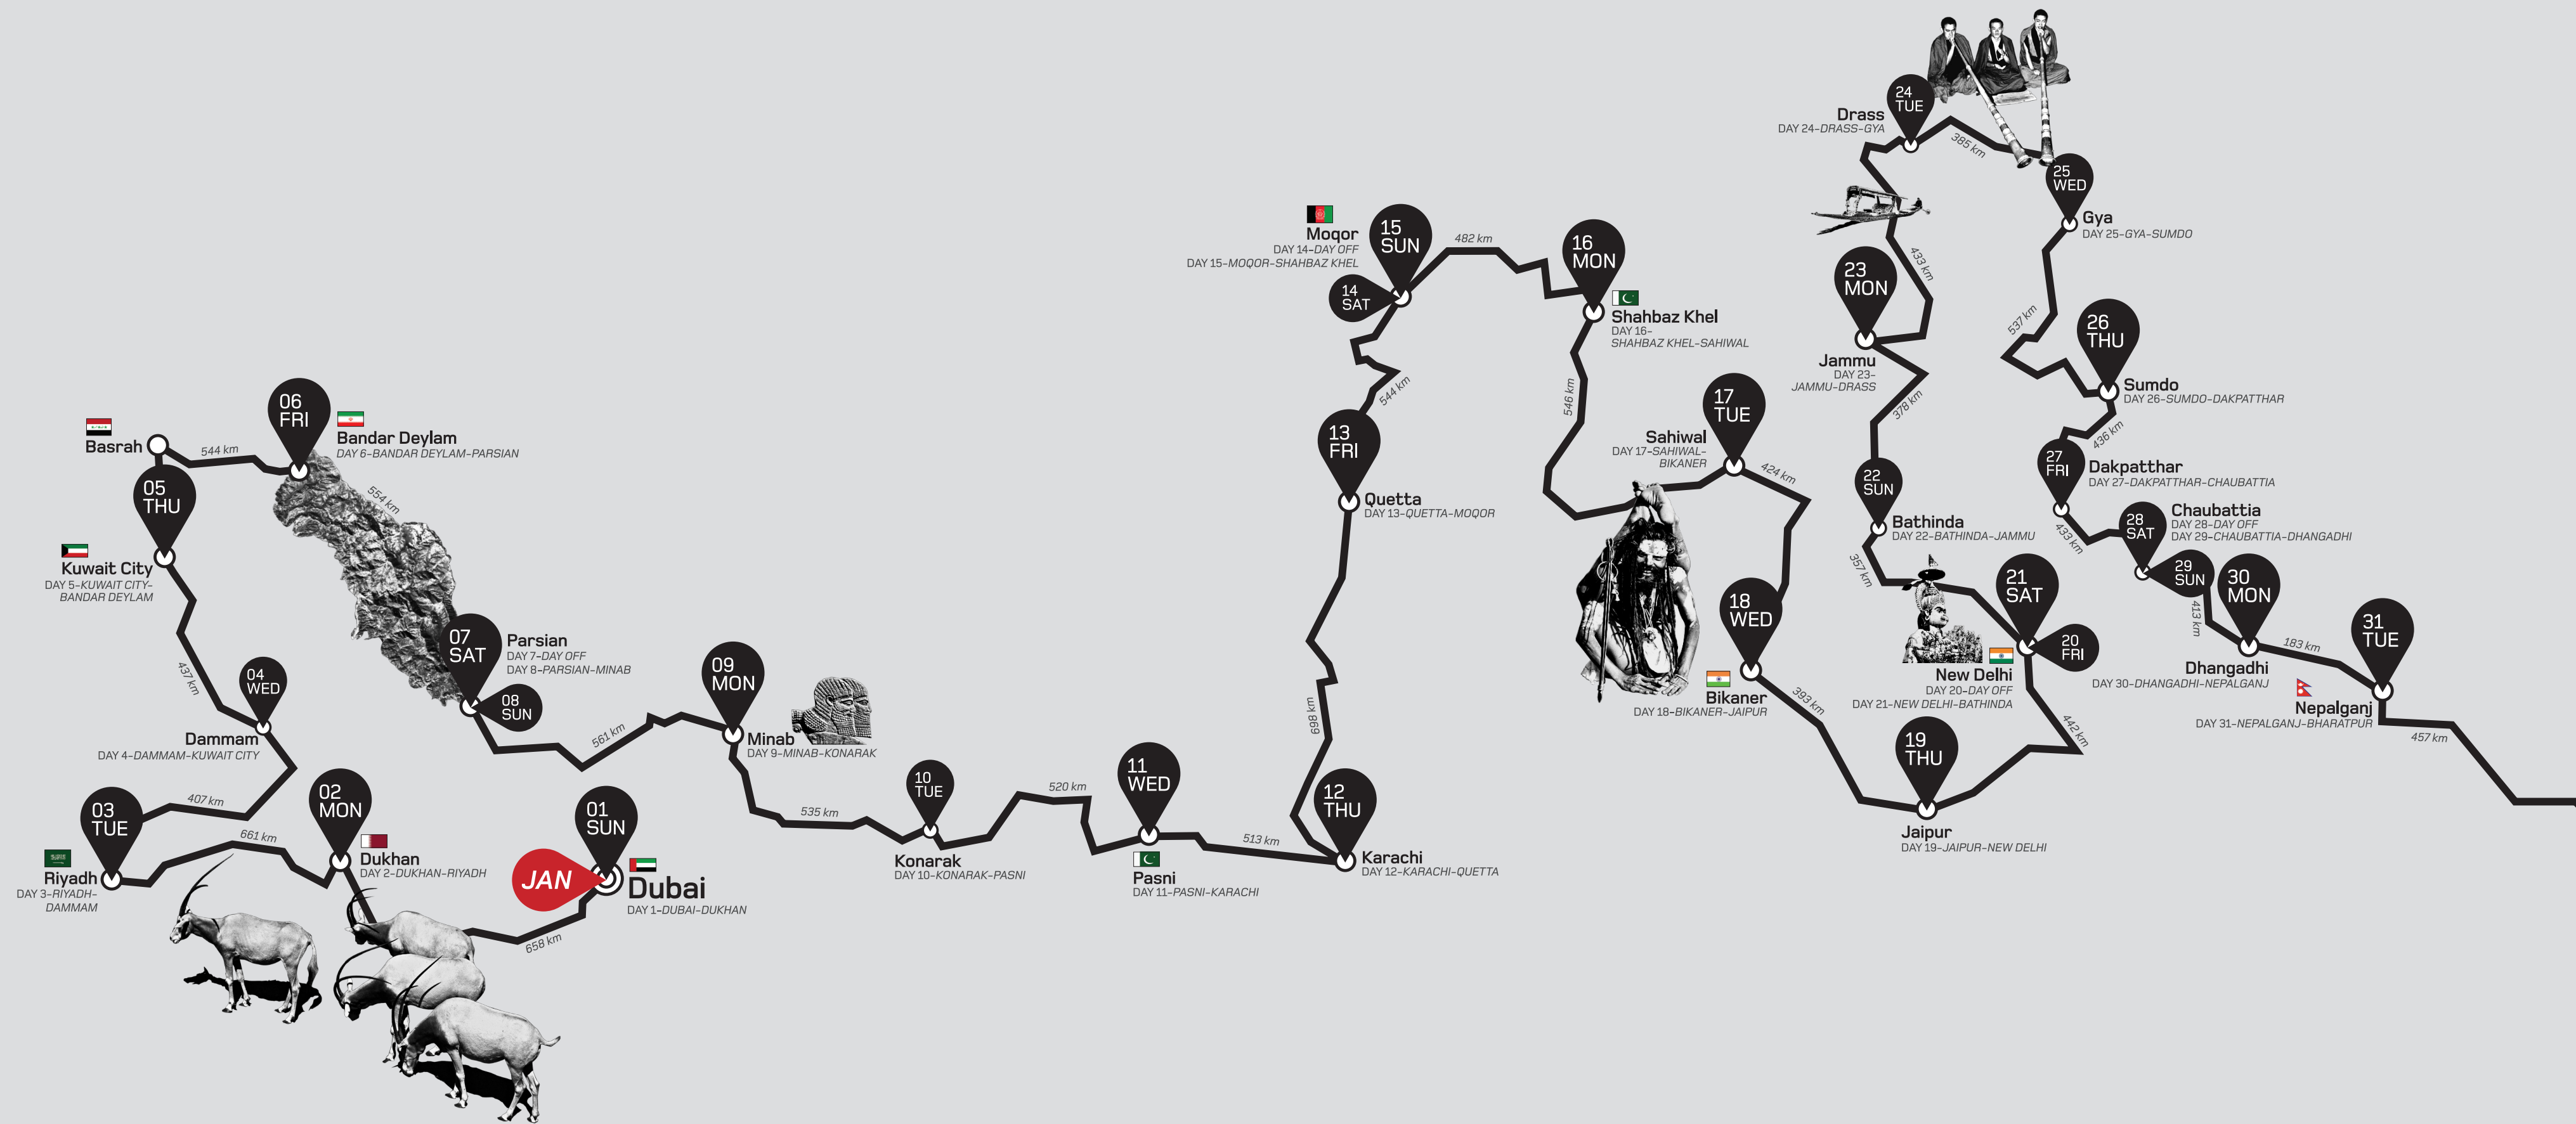 JAN
01
SUN
Dubai
DAY 1-DUBAI-DUKHAN
658 km
02
MON
Dukhan
DAY 2-DUKHAN-RIYADH
661 km
03
TUE
Riyadh
DAY 3-RIYADH-
DAMMAM
407 km
04
WED
Dammam
DAY 4-DAMMAM-KUWAIT CITY
437 km
05
THU
Kuwait City
DAY 5-KUWAIT CITY-
BANDAR DEYLAM
Basrah
544 km
06
FRI
Bandar Deylam
DAY 6-BANDAR DEYLAM-PARSIAN
554 km
07
SAT
08
SUN
Parsian
DAY 7-DAY OFF
DAY 8-PARSIAN-MINAB
561 km
09
MON
Minab
DAY 9-MINAB-KONARAK
535 km
10
TUE
Konarak
DAY 10-KONARAK-PASNI
520 km
11
WED
Pasni
DAY 11-PASNI-KARACHI
513 km
12
THU
Karachi
DAY 12-KARACHI-QUETTA
698 km
13
FRI
Quetta
DAY 13-QUETTA-MOQOR
544 km
14
SAT
15
SUN
Moqor
DAY 14-DAY OFF
DAY 15-MOQOR-SHAHBAZ KHEL
482 km
16
MON
Shahbaz Khel
DAY 16-
SHAHBAZ KHEL-SAHIWAL
546 km
17
TUE
Sahiwal
DAY 17-SAHIWAL-
BIKANER
424 km
18
WED
Bikaner
DAY 18-BIKANER-JAIPUR
393 km
19
THU
Jaipur
DAY 19-JAIPUR-NEW DELHI
442 km
20
FRI
21
SAT
New Delhi
DAY 20-DAY OFF
DAY 21-NEW DELHI-BATHINDA
357 km
22
SUN
Bathinda
DAY 22-BATHINDA-JAMMU
378 km
23
MON
Jammu
DAY 23-
JAMMU-DRASS
433 km
24
TUE
Drass
DAY 24-DRASS-GYA
385 km
25
WED
Gya
DAY 25-GYA-SUMDO
537 km
26
THU
Sumdo
DAY 26-SUMDO-DAKPATTHAR
436 km
27
FRI
Dakpatthar
DAY 27-DAKPATTHAR-CHAUBATTIA
433 km
28
SAT
29
SUN
Chaubattia
DAY 28-DAY OFF
DAY 29-CHAUBATTIA-DHANGADHI
413 km
30
MON
Dhangadhi
DAY 30-DHANGADHI-NEPALGANJ
183 km
31
TUE
Nepalganj
DAY 31-NEPALGANJ-BHARATPUR
457 km